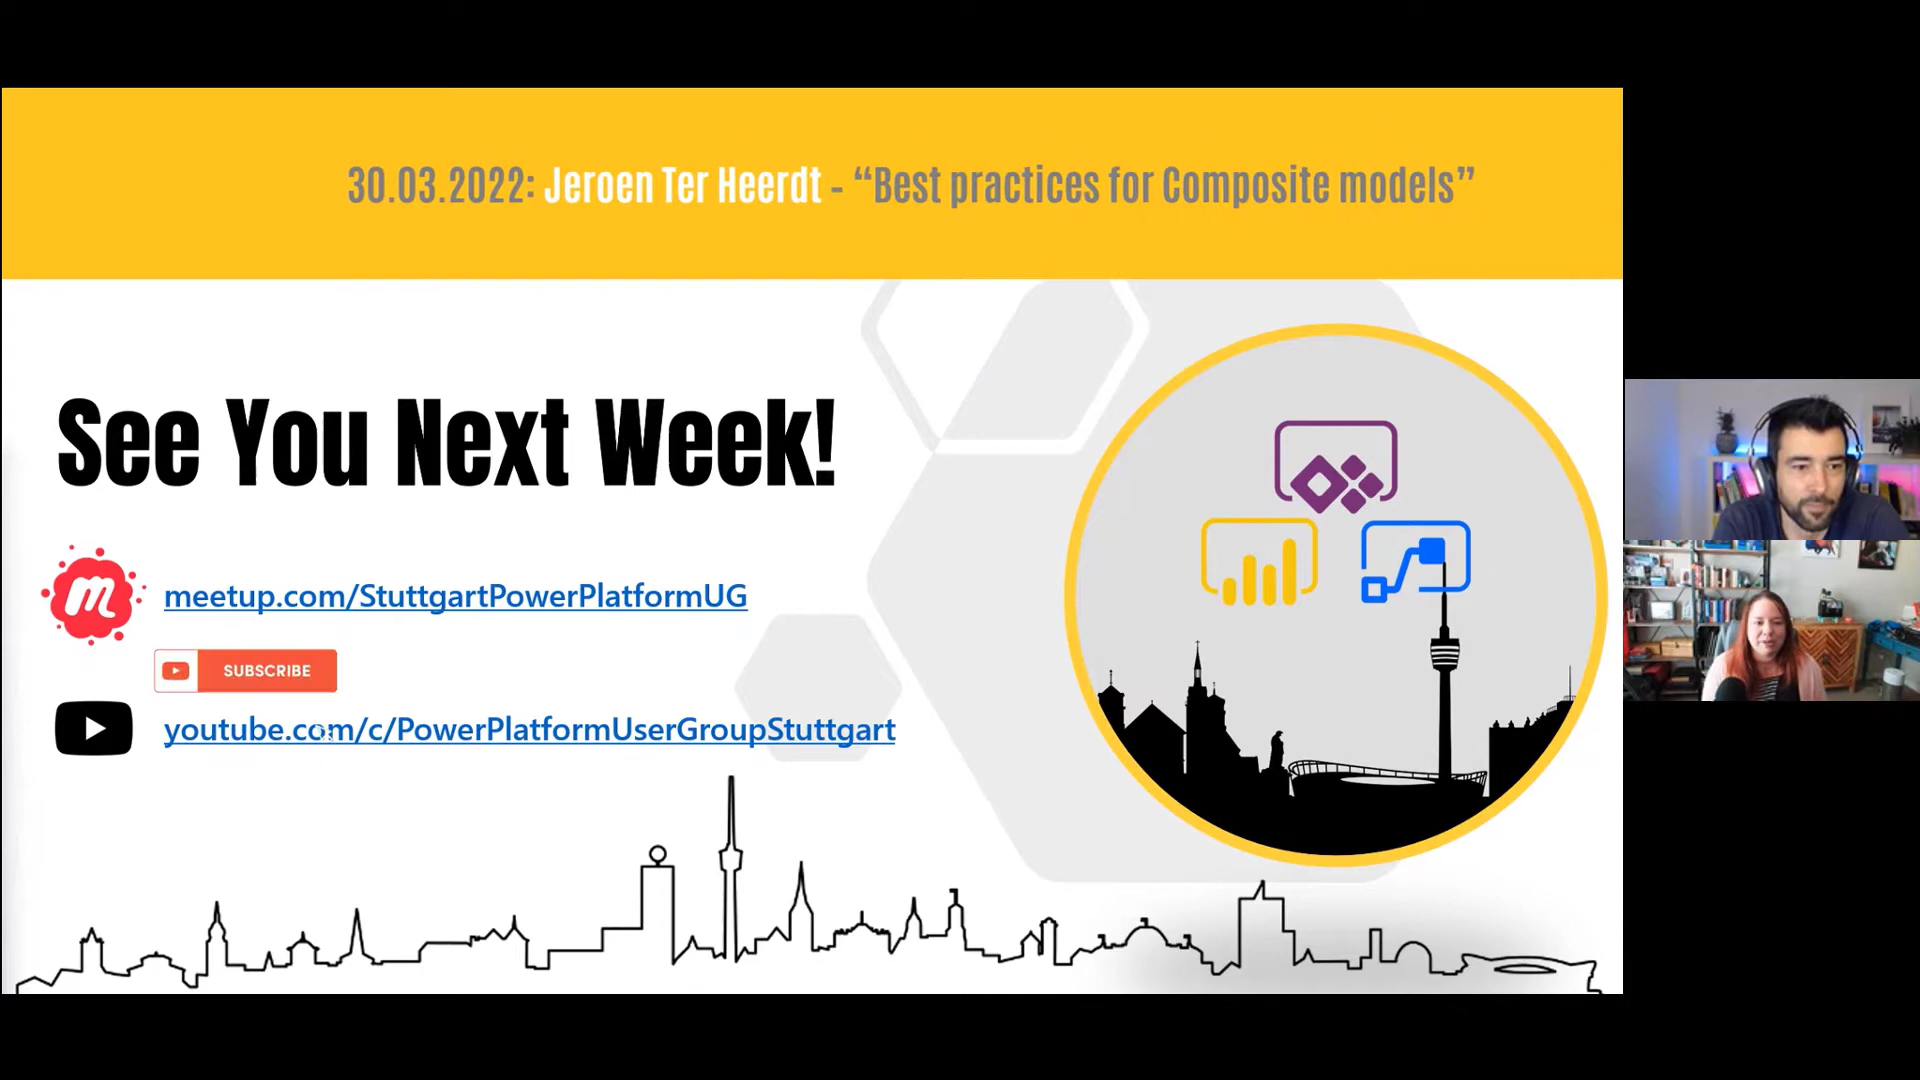 30.03.2022: Jeroen Ter Heerdt - “Best practices for Composite models”
See You Next Week!
m
meetup.com/StuttgartPowerPlatformUG
SUBSCRIBE
youtube.com/c/PowerPlatformUserGroupStuttgart